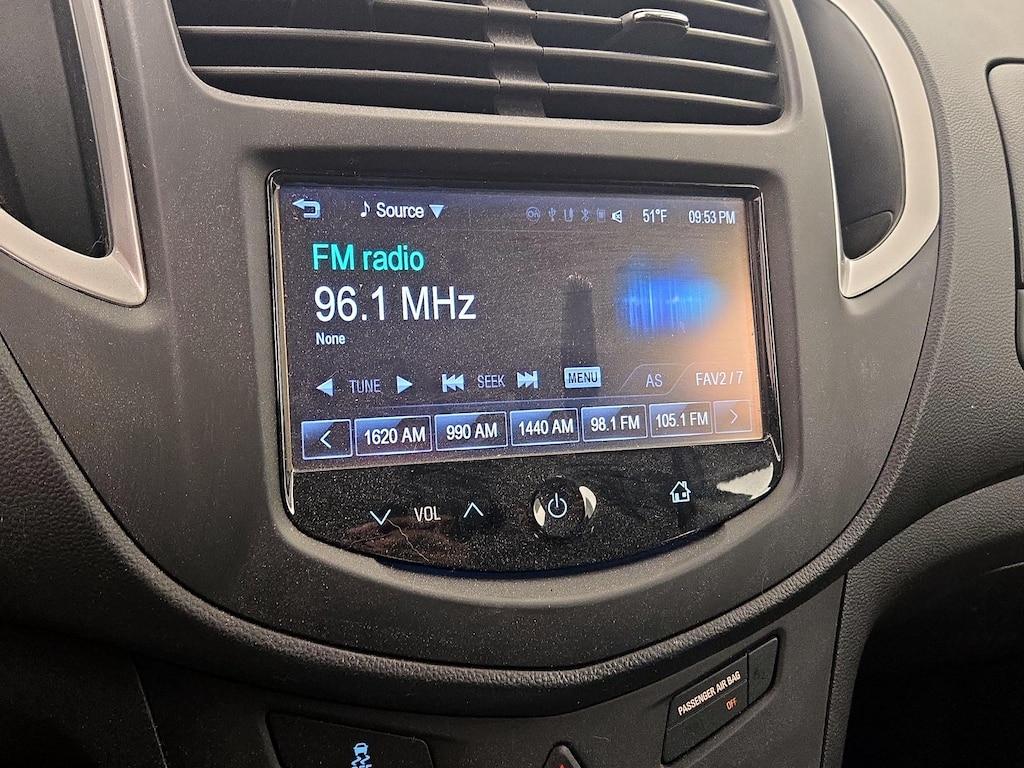 Source 51°F 09:53 PM
FM radio
96.1 MHz
None
TUNE SEEK MENU AS FAV2 / 7
1620 AM 990 AM 1440 AM 98.1 FM 105.1 FM
VOL
PASSENGER AIR BAG
OFF